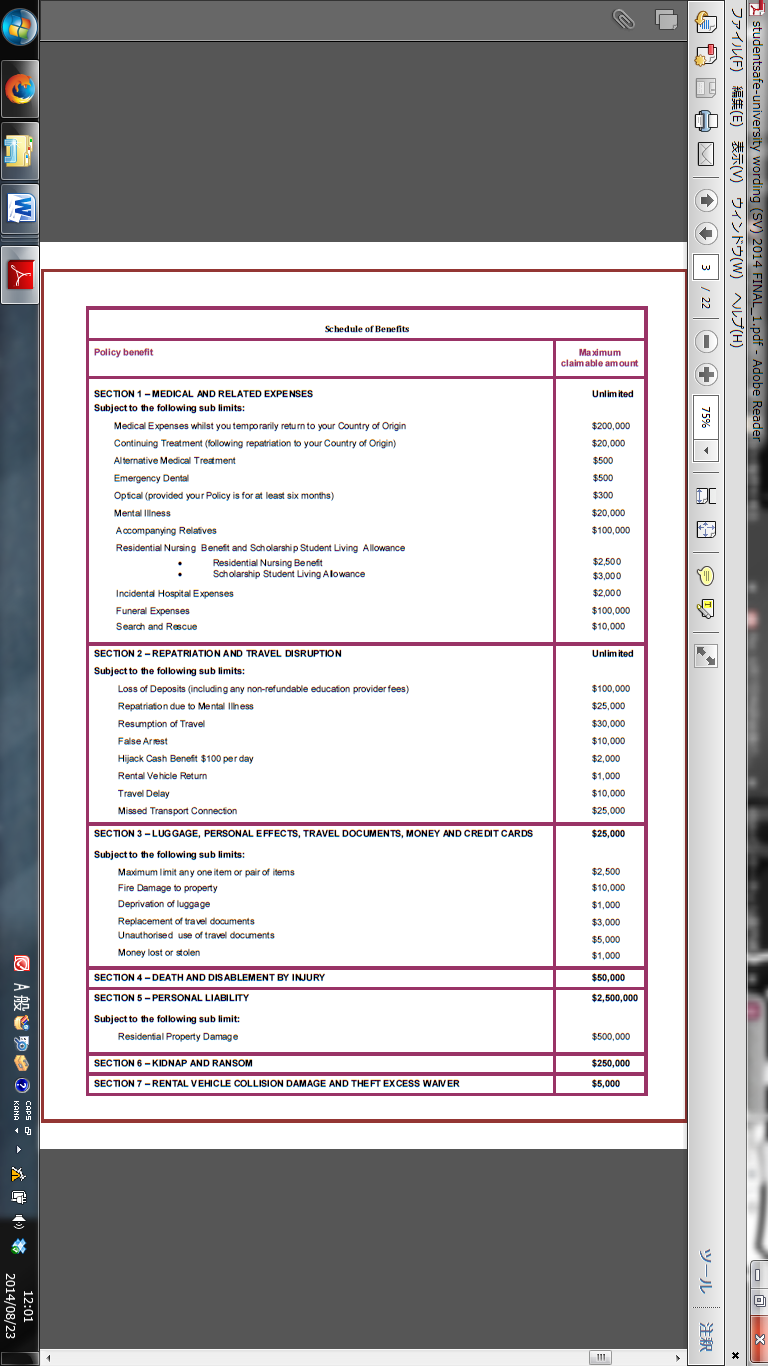 studentsafe-university wording (SV) 2014 FINAL_1.pdf - Adobe Reader
ファイル(F) 編集(E) 表示(V) ウィンドウ(W) ヘルプ(H)
3 / 22 75% ツール 注釈
Schedule of Benefits
Policy benefit Maximum claimable amount
SECTION 1 – MEDICAL AND RELATED EXPENSES Unlimited
Subject to the following sub limits:
Medical Expenses whilst you temporarily return to your Country of Origin $200,000
Continuing Treatment (following repatriation to your Country of Origin) $20,000
Alternative Medical Treatment $500
Emergency Dental $500
Optical (provided your Policy is for at least six months) $300
Mental Illness $20,000
Accompanying Relatives $100,000
Residential Nursing Benefit and Scholarship Student Living Allowance
• Residential Nursing Benefit $2,500
• Scholarship Student Living Allowance $3,000
Incidental Hospital Expenses $2,000
Funeral Expenses $100,000
Search and Rescue $10,000
SECTION 2 – REPATRIATION AND TRAVEL DISRUPTION Unlimited
Subject to the following sub limits:
Loss of Deposits (including any non-refundable education provider fees) $100,000
Repatriation due to Mental Illness $25,000
Resumption of Travel $30,000
False Arrest $10,000
Hijack Cash Benefit $100 per day $2,000
Rental Vehicle Return $1,000
Travel Delay $10,000
Missed Transport Connection $25,000
SECTION 3 – LUGGAGE, PERSONAL EFFECTS, TRAVEL DOCUMENTS, MONEY AND CREDIT CARDS $25,000
Subject to the following sub limits:
Maximum limit any one item or pair of items $2,500
Fire Damage to property $10,000
Deprivation of luggage $1,000
Replacement of travel documents $3,000
Unauthorised use of travel documents $5,000
Money lost or stolen $1,000
SECTION 4 – DEATH AND DISABLEMENT BY INJURY $50,000
SECTION 5 – PERSONAL LIABILITY $2,500,000
Subject to the following sub limit:
Residential Property Damage $500,000
SECTION 6 – KIDNAP AND RANSOM $250,000
SECTION 7 – RENTAL VEHICLE COLLISION DAMAGE AND THEFT EXCESS WAIVER $5,000
A 般
CAPS
KANA
12:01
2014/08/23